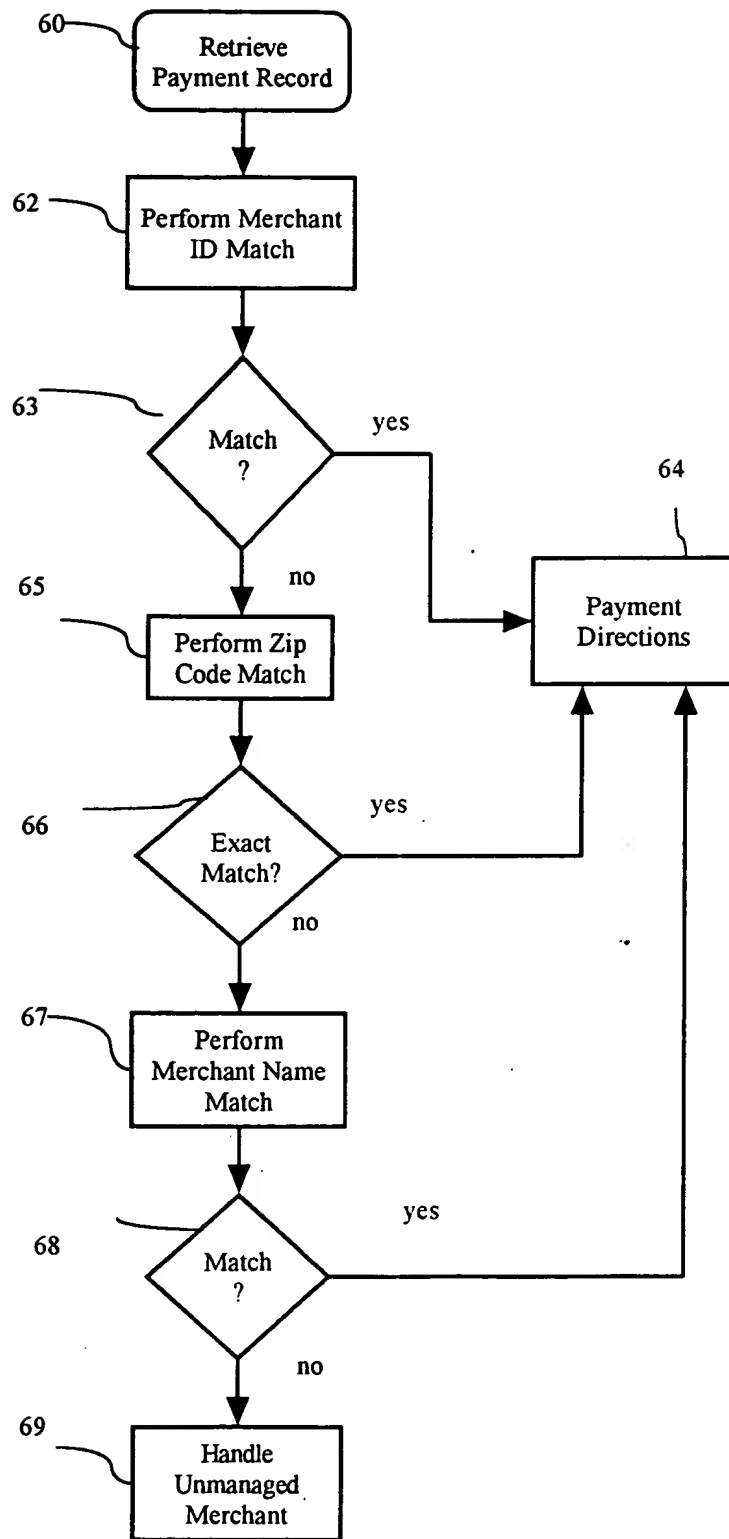 60
Retrieve
Payment Record
62
Perform Merchant
ID Match
63
Match
?
yes
64
no
Payment
Directions
65
Perform Zip
Code Match
66
Exact
Match?
yes
no
67
Perform
Merchant Name
Match
68
Match
?
yes
no
69
Handle
Unmanaged
Merchant